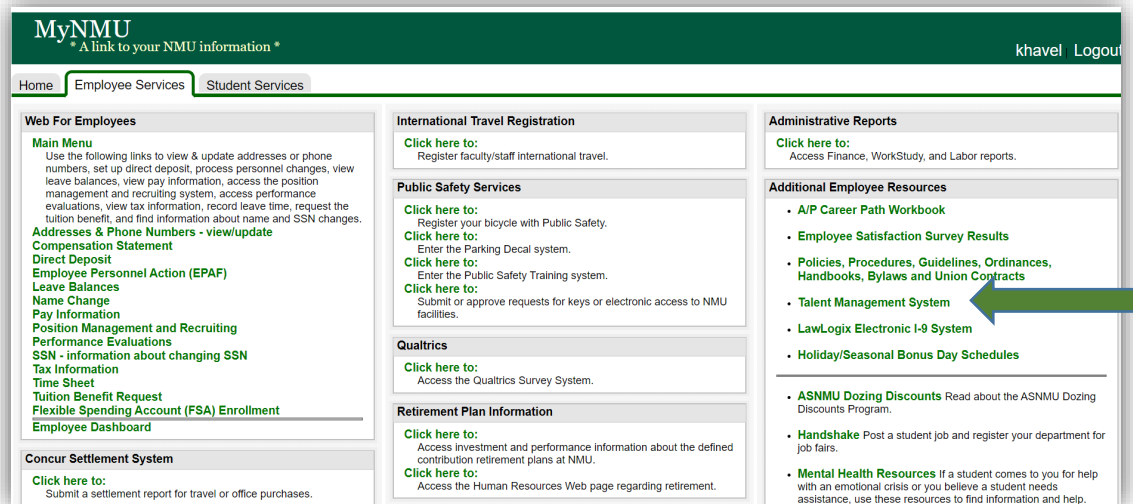 MyNMU
* A link to your NMU information *
khavel | Logout
Home
Employee Services
Student Services
Web For Employees
Main Menu
Use the following links to view & update addresses or phone
numbers, set up direct deposit, process personnel changes, view
leave balances, view pay information, access the position
management and recruiting system, access performance
evaluations, view tax information, record leave time, request the
tuition benefit, and find information about name and SSN changes.
Addresses & Phone Numbers - view/update
Compensation Statement
Direct Deposit
Employee Personnel Action (EPAF)
Leave Balances
Name Change
Pay Information
Position Management and Recruiting
Performance Evaluations
SSN - information about changing SSN
Tax Information
Time Sheet
Tuition Benefit Request
Flexible Spending Account (FSA) Enrollment
Employee Dashboard
Concur Settlement System
Click here to:
Submit a settlement report for travel or office purchases.
International Travel Registration
Click here to:
Register faculty/staff international travel.
Public Safety Services
Click here to:
Register your bicycle with Public Safety.
Click here to:
Enter the Parking Decal system.
Click here to:
Enter the Public Safety Training system.
Click here to:
Submit or approve requests for keys or electronic access to NMU
facilities.
Qualtrics
Click here to:
Access the Qualtrics Survey System.
Retirement Plan Information
Click here to:
Access investment and performance information about the defined
contribution retirement plans at NMU.
Click here to:
Access the Human Resources Web page regarding retirement.
Administrative Reports
Click here to:
Access Finance, WorkStudy, and Labor reports.
Additional Employee Resources
• A/P Career Path Workbook
• Employee Satisfaction Survey Results
• Policies, Procedures, Guidelines, Ordinances,
Handbooks, Bylaws and Union Contracts
• Talent Management System
• LawLogix Electronic I-9 System
• Holiday/Seasonal Bonus Day Schedules
• ASNMU Dozing Discounts Read about the ASNMU Dozing
Discounts Program.
• Handshake Post a student job and register your department for
job fairs.
• Mental Health Resources If a student comes to you for help
with an emotional crisis or you believe a student needs
assistance, use these resources to find information and help.